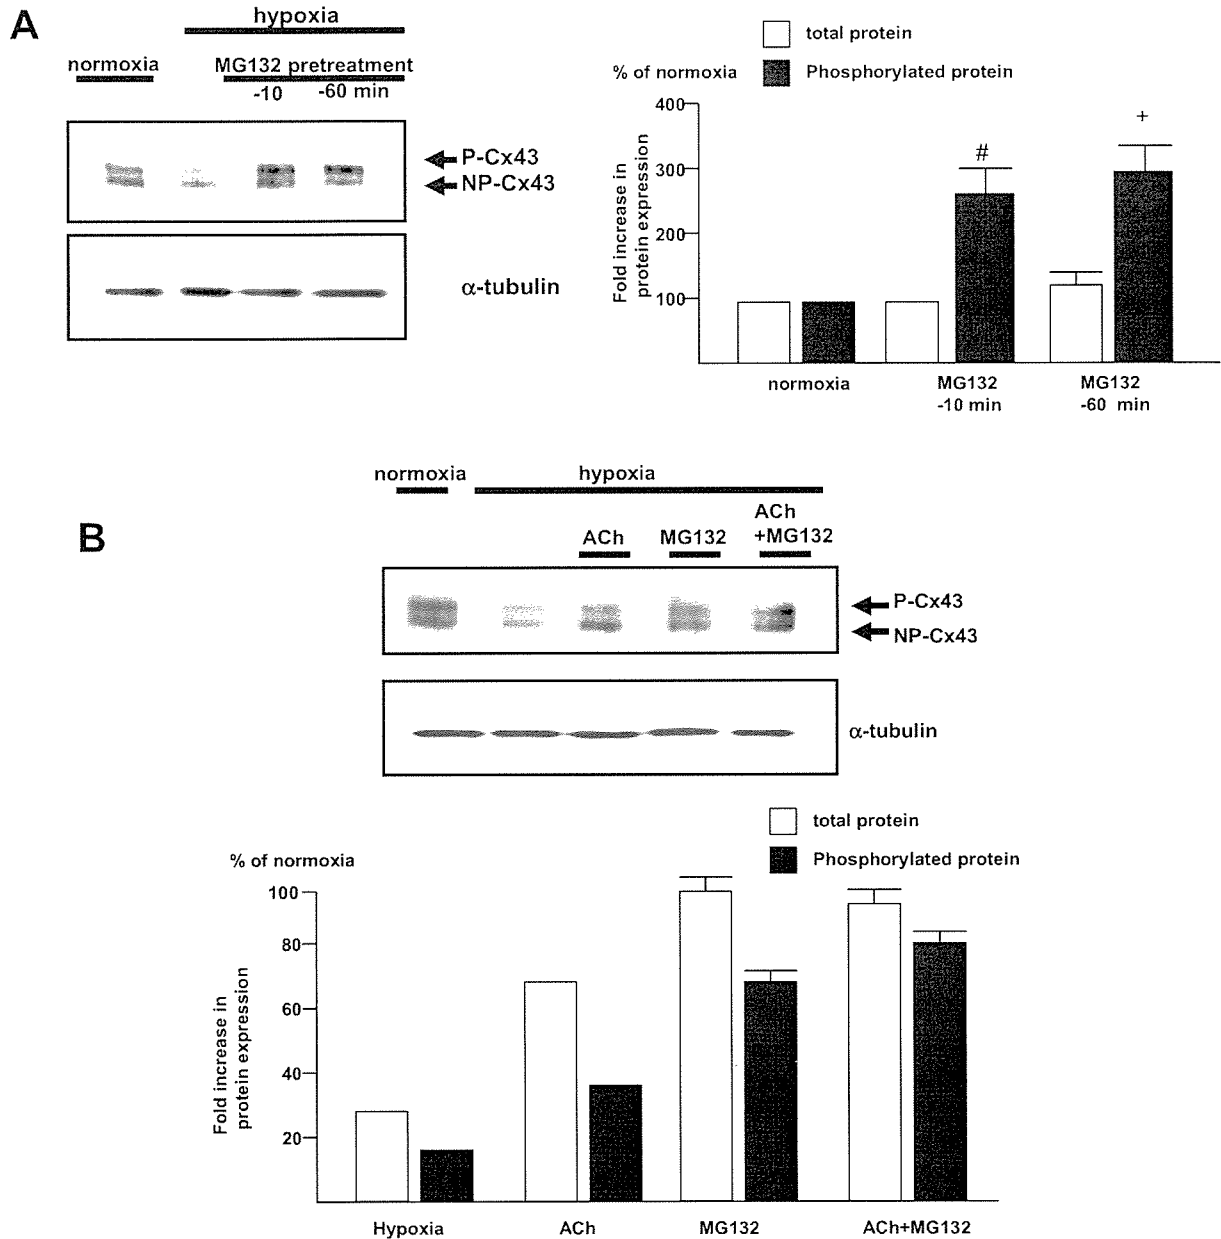 A
hypoxia
normoxia
MG132 pretreatment
-10
-60 min
P-Cx43
NP-Cx43
α-tubulin
total protein
Phosphorylated protein
% of normoxia
Fold increase in
protein expression
400
300
200
100
#
+
normoxia
MG132
-10 min
MG132
-60 min
B
normoxia
hypoxia
ACh
MG132
ACh
+MG132
P-Cx43
NP-Cx43
α-tubulin
total protein
Phosphorylated protein
% of normoxia
Fold increase in
protein expression
100
80
60
40
20
Hypoxia
ACh
MG132
ACh+MG132